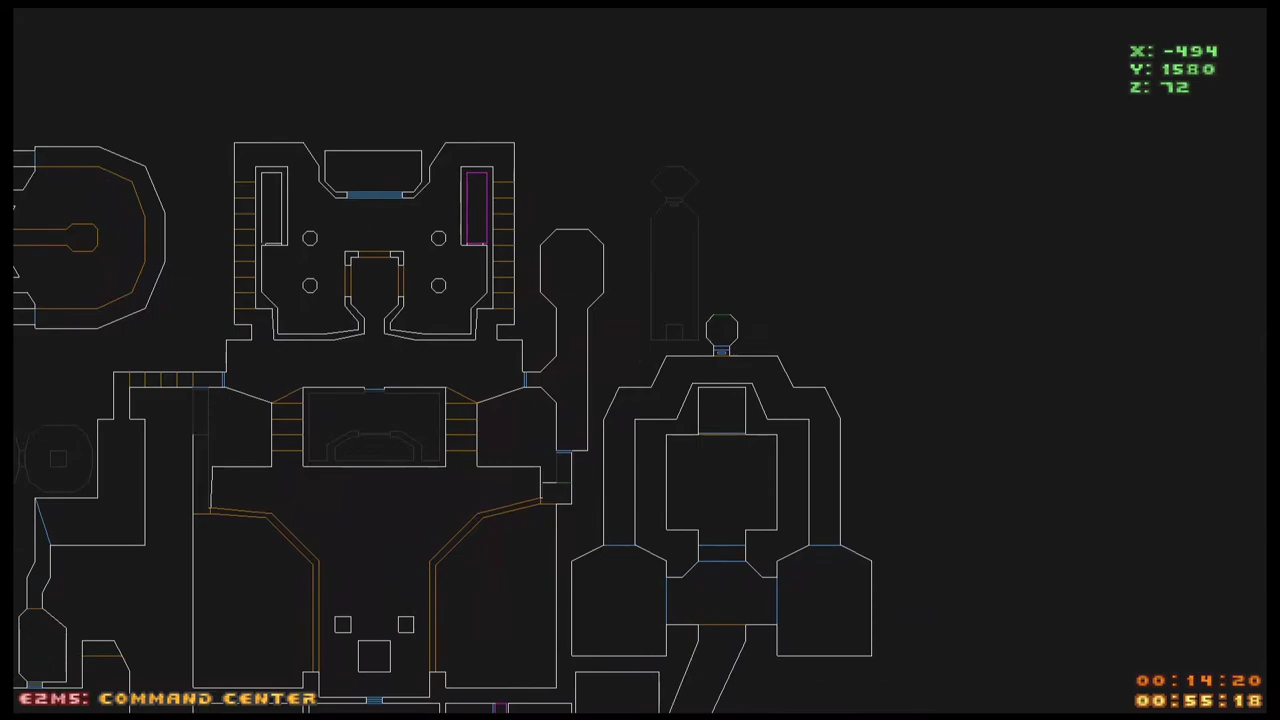 X: -494
Y: 1580
Z: 72
00:14:20
E2M5: COMMAND CENTER
00:55:18